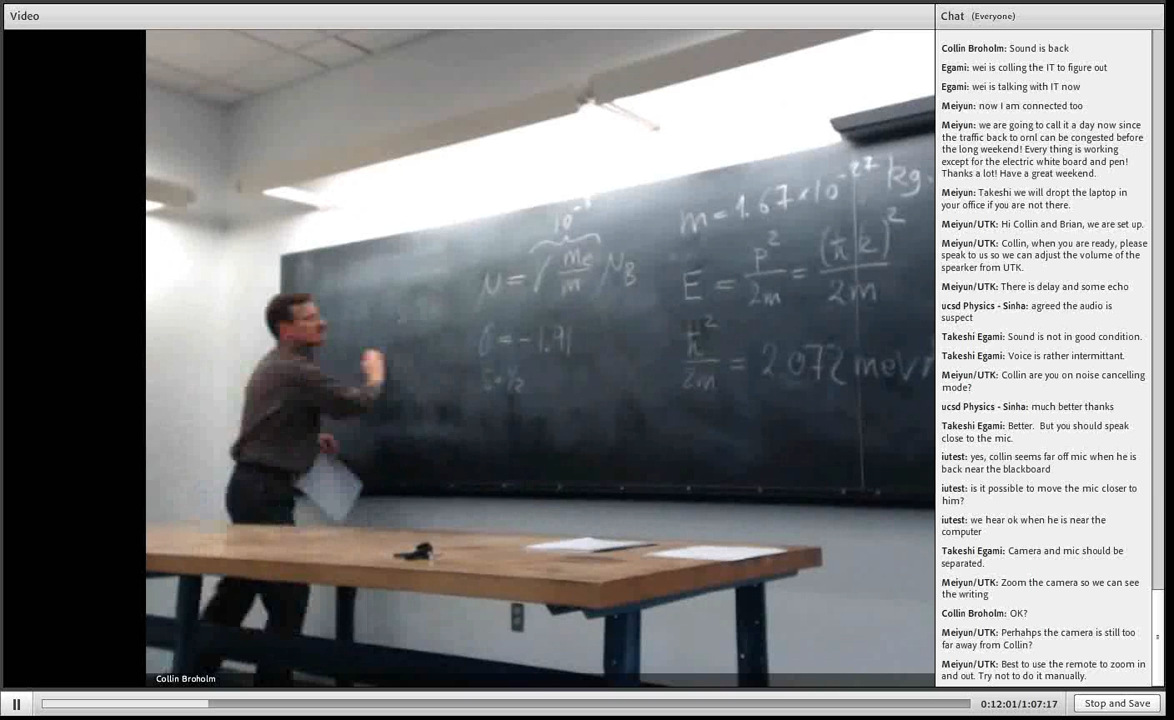 Video
Chat (Everyone)
Collin Broholm: Sound is back
Egami: wei is colling the IT to figure out
Egami: wei is talking with IT now
Meiyun: now I am connected too
Meiyun: we are going to call it a day now since
the traffic back to ornl can be congested before
the long weekend! Every thing is working
except for the electric white board and pen!
Thanks a lot! Have a great weekend.
Meiyun: Takeshi we will dropt the laptop in
your office if you are not there.
Meiyun/UTK: Hi Collin and Brian, we are set up.
Meiyun/UTK: Collin, when you are ready, please
speak to us so we can adjust the volume of the
spearker from UTK.
Meiyun/UTK: There is delay and some echo
ucsd Physics - Sinha: agreed the audio is
suspect
Takeshi Egami: Sound is not in good condition.
Takeshi Egami: Voice is rather intermittant.
Meiyun/UTK: Collin are you on noise cancelling
mode?
ucsd Physics - Sinha: much better thanks
Takeshi Egami: Better. But you should speak
close to the mic.
iutest: yes, collin seems far off mic when he is
back near the blackboard
iutest: is it possible to move the mic closer to
him?
iutest: we hear ok when he is near the
computer
Takeshi Egami: Camera and mic should be
separated.
Meiyun/UTK: Zoom the camera so we can see
the writing
Collin Broholm: OK?
Meiyun/UTK: Perhahps the camera is still too
far away from Collin?
Meiyun/UTK: Best to use the remote to zoom in
and out. Try not to do it manually.
m = 1.67×10⁻²⁷ kg.
E = p²/2m = (ħk)²/2m
ħ²/2m = 2.072 meV
= -1.91
Collin Broholm
0:12:01/1:07:17
Stop and Save